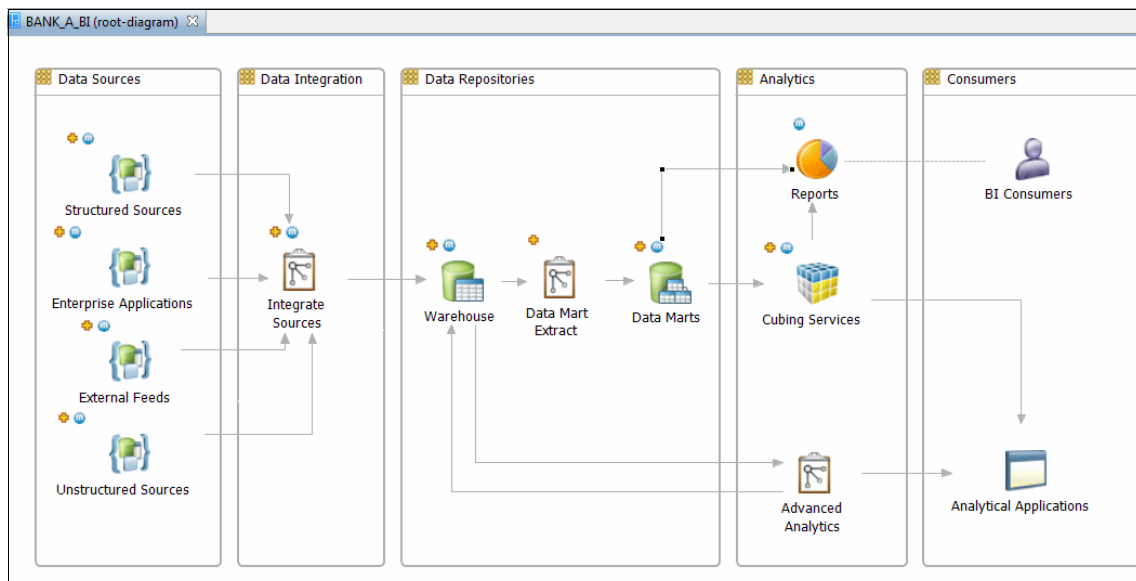 BANK_A_BI (root-diagram)
Data Sources
Structured Sources
Enterprise Applications
External Feeds
Unstructured Sources
Data Integration
Integrate
Sources
Data Repositories
Warehouse
Data Mart
Extract
Data Marts
Analytics
Reports
Cubing Services
Advanced
Analytics
Consumers
BI Consumers
Analytical Applications